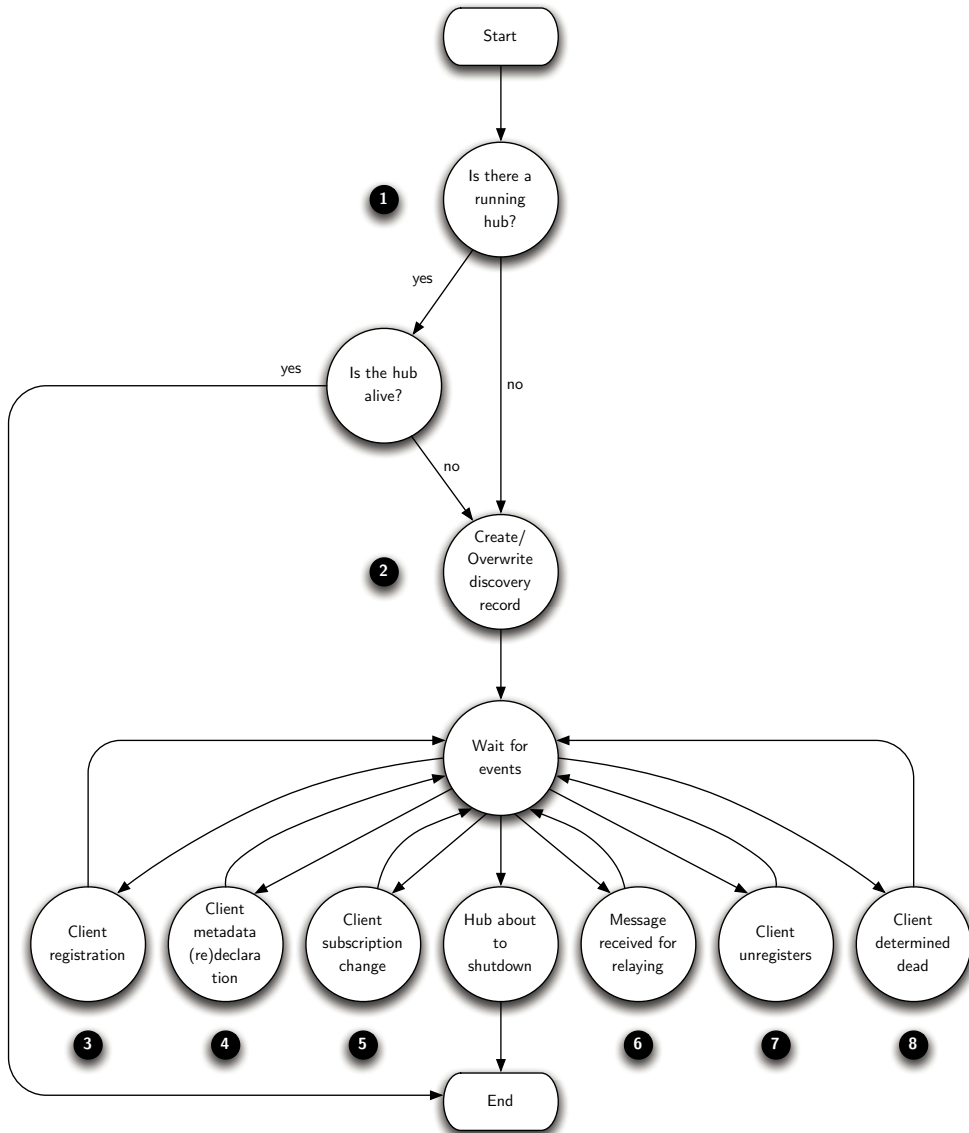 Start
Is there a
running
hub?
1
yes
yes
Is the hub
alive?
no
no
Create/
Overwrite
discovery
record
2
Wait for
events
Client
registration
Client
metadata
(re)declara
tion
Client
subscription
change
Hub about
to
shutdown
Message
received for
relaying
Client
unregisters
Client
determined
dead
3
4
5
6
7
8
End